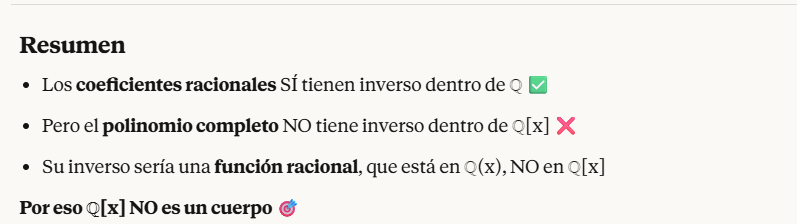 Resumen
• Los coeficientes racionales SÍ tienen inverso dentro de ℚ ✅
• Pero el polinomio completo NO tiene inverso dentro de ℚ[x] ❌
• Su inverso sería una función racional, que está en ℚ(x), NO en ℚ[x]
Por eso ℚ[x] NO es un cuerpo 🎯